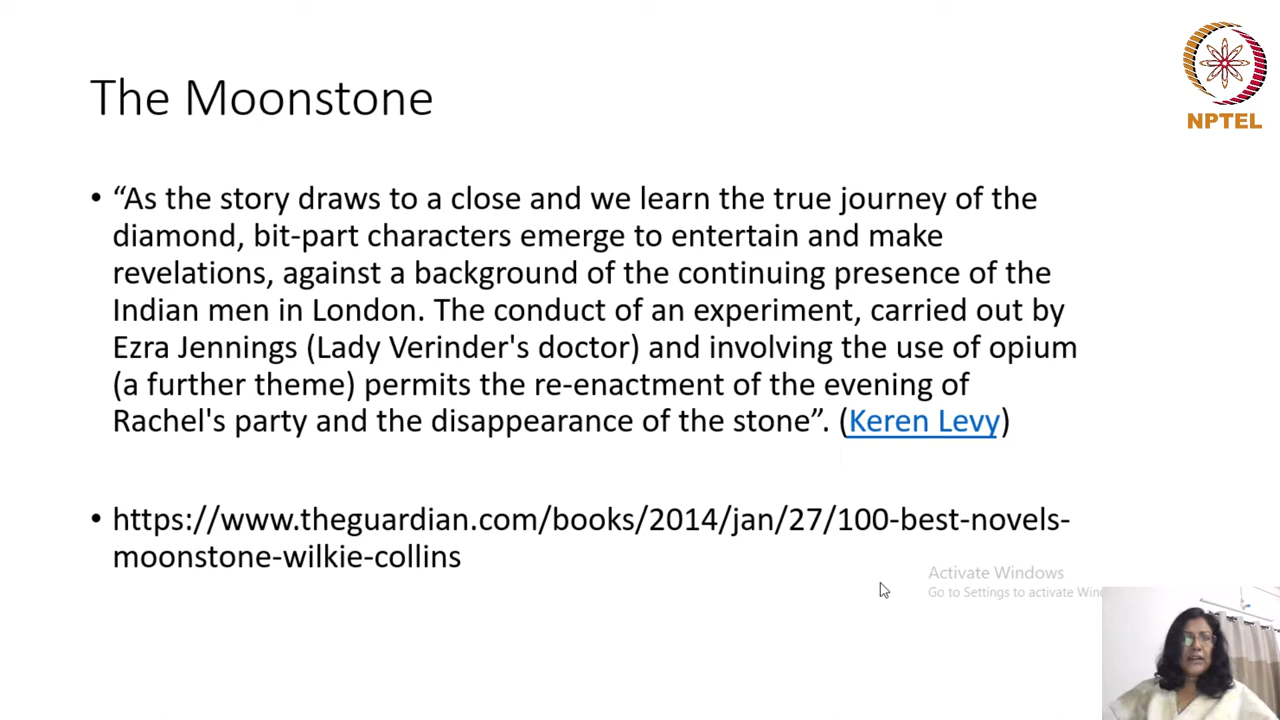 The Moonstone
NPTEL
• “As the story draws to a close and we learn the true journey of the
diamond, bit-part characters emerge to entertain and make
revelations, against a background of the continuing presence of the
Indian men in London. The conduct of an experiment, carried out by
Ezra Jennings (Lady Verinder's doctor) and involving the use of opium
(a further theme) permits the re-enactment of the evening of
Rachel's party and the disappearance of the stone”. (Keren Levy)
• https://www.theguardian.com/books/2014/jan/27/100-best-novels-
moonstone-wilkie-collins
Activate Windows
Go to Settings to activate Win